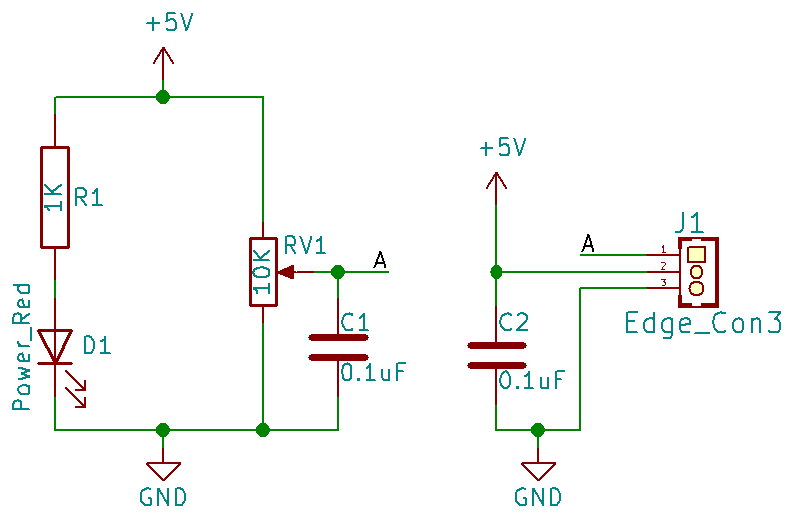 +5V
1K
R1
Power_Red
D1
RV1
10K
A
C1
0.1uF
GND
+5V
A
J1
1
2
3
Edge_Con3
C2
0.1uF
GND